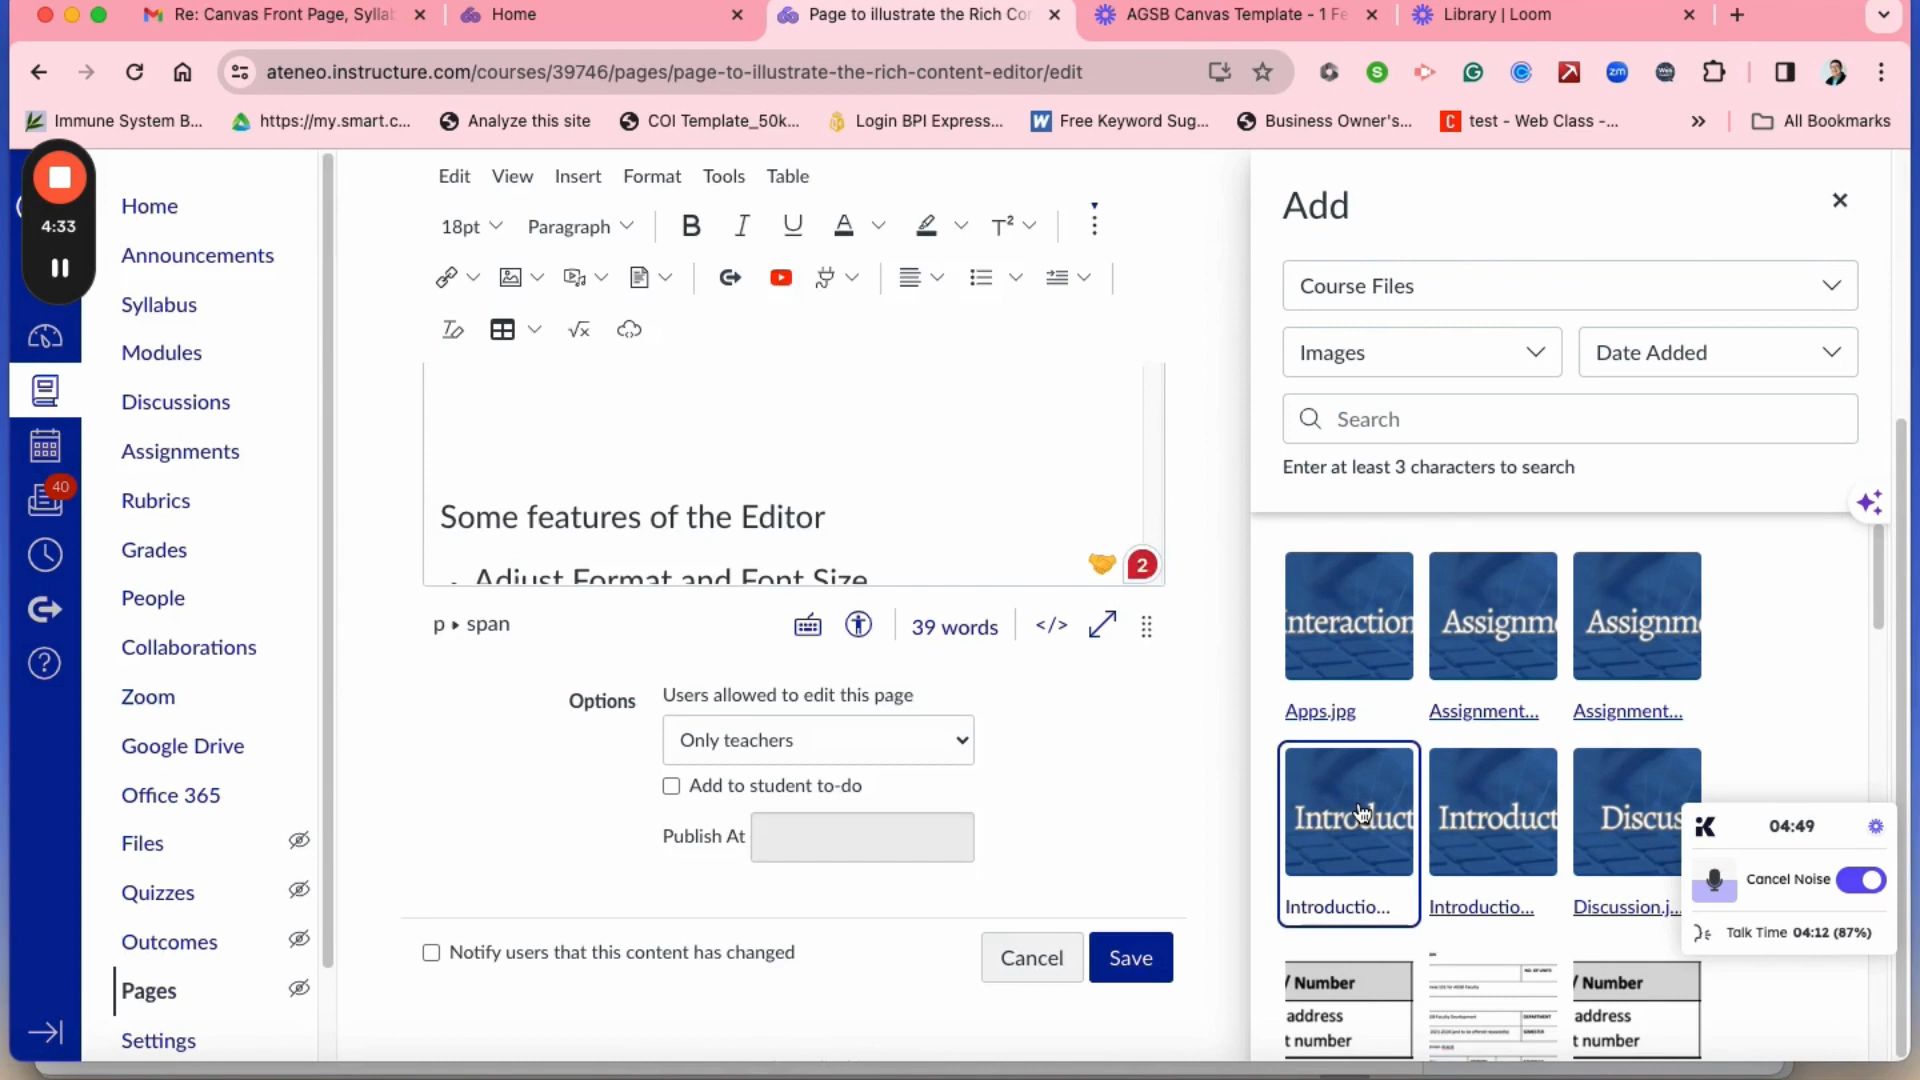 Re: Canvas Front Page, Syllab
Home
Page to illustrate the Rich Co
AGSB Canvas Template - 1 Fe
Library | Loom
ateneo.instructure.com/courses/39746/pages/page-to-illustrate-the-rich-content-editor/edit
Immune System B...
https://my.smart.c...
Analyze this site
COI Template_50k...
Login BPI Express...
Free Keyword Sug...
Business Owner's...
test - Web Class -...
All Bookmarks
4:33
40
Home
Announcements
Syllabus
Modules
Discussions
Assignments
Rubrics
Grades
People
Collaborations
Zoom
Google Drive
Office 365
Files
Quizzes
Outcomes
Pages
Settings
Edit View Insert Format Tools Table
18pt Paragraph
Some features of the Editor
Adjust Format and Font Size
2
p ▸ span
39 words
</>
Options
Users allowed to edit this page
Only teachers
Add to student to-do
Publish At
Notify users that this content has changed
Cancel
Save
Add
Course Files
Images
Date Added
Search
Enter at least 3 characters to search
nteraction
Assignm
Assignm
Apps.jpg
Assignment...
Assignment...
Introduct
Introduct
Discus
Introductio...
Introductio...
Discussion.j...
/ Number
address
t number
/ Number
address
t number
04:49
Cancel Noise
Talk Time 04:12 (87%)